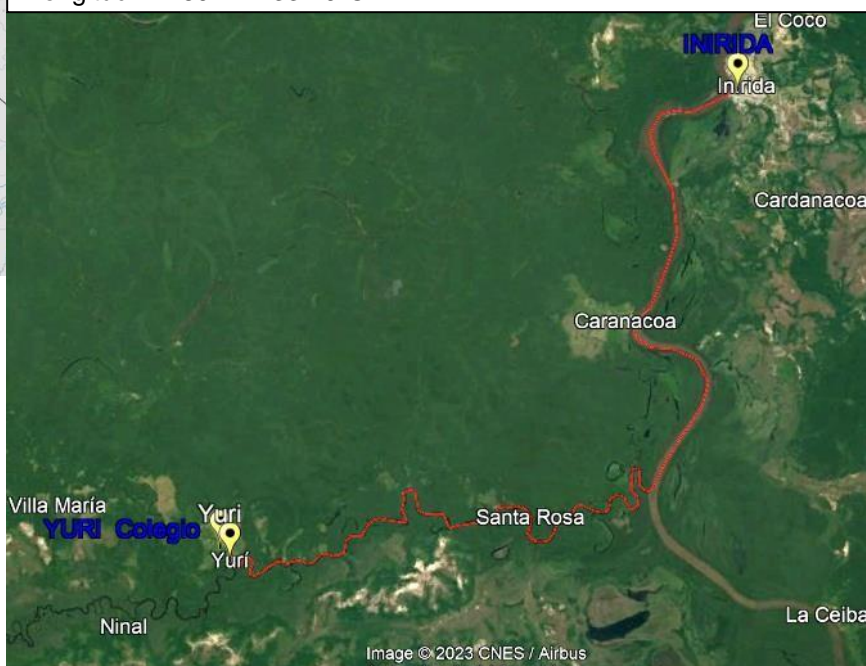 El Coco
INIRIDA
Inírida
Cardanacoa
Caranacoa
Villa María
Yuri
YURI Colegio
Santa Rosa
Yurí
Ninal
La Ceiba
Image © 2023 CNES / Airbus